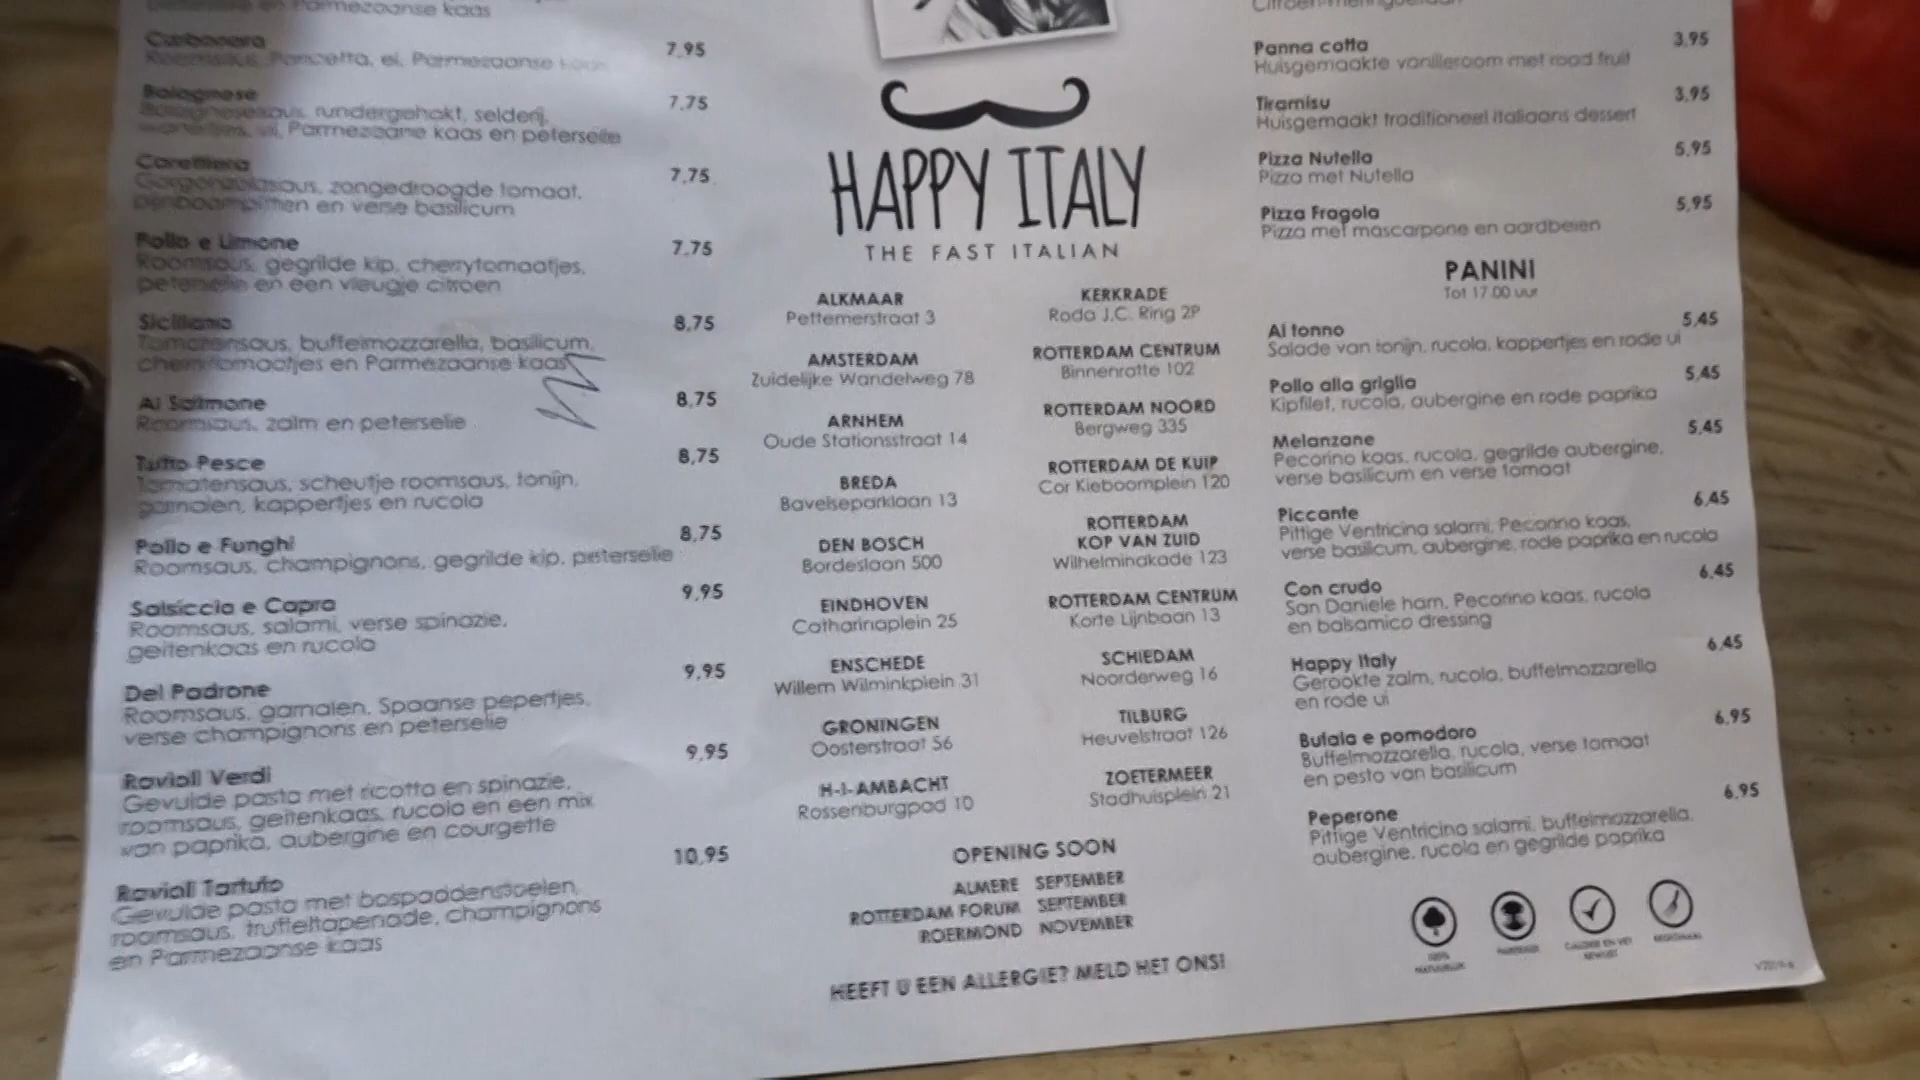 Parmezaanse kaas
Carbonara 7,95
Roomsaus, Pancetta, ei, Parmezaanse kaas
Bolognese 7,75
Bolognesesaus, rundergehakt, selderij,
ui, Parmezaanse kaas en peterselie
Carettiera 7,75
Gorgonzolasaus, zongedroogde tomaat,
pijnboompitten en verse basilicum
Pollo e Limone 7,75
Roomsaus, gegrilde kip, cherrytomaatjes,
peterselie en een vleugje citroen
Siciliana 8,75
Tomatensaus, buffelmozzarella, basilicum,
cherrytomaatjes en Parmezaanse kaas
Al Salmone 8,75
Roomsaus, zalm en peterselie
Tutto Pesce 8,75
Tomatensaus, scheutje roomsaus, tonijn,
garnalen, kappertjes en rucola
Pollo e Funghi 8,75
Roomsaus, champignons, gegrilde kip, peterselie
Salsiccia e Capra 9,95
Roomsaus, salami, verse spinazie,
geitenkaas en rucola
Del Padrone 9,95
Roomsaus, garnalen, Spaanse pepertjes,
verse champignons en peterselie
Ravioli Verdi 9,95
Gevulde pasta met ricotta en spinazie,
roomsaus, geitenkaas, rucola en een mix
van paprika, aubergine en courgette
Ravioli Tartufo 10,95
Gevulde pasta met bospaddenstoelen,
roomsaus, truffeltapenade, champignons
en Parmezaanse kaas
HAPPY ITALY
THE FAST ITALIAN
ALKMAAR
Pettemerstraat 3
AMSTERDAM
Zuidelijke Wandelweg 78
ARNHEM
Oude Stationsstraat 14
BREDA
Bavelseparklaan 13
DEN BOSCH
Bordeslaan 500
EINDHOVEN
Catharinaplein 25
ENSCHEDE
Willem Wilminkplein 31
GRONINGEN
Oosterstraat 56
H-I-AMBACHT
Rossenburgpad 10
KERKRADE
Roda J.C. Ring 2P
ROTTERDAM CENTRUM
Binnenrotte 102
ROTTERDAM NOORD
Bergweg 335
ROTTERDAM DE KUIP
Cor Kieboomplein 120
ROTTERDAM
KOP VAN ZUID
Wilhelminakade 123
ROTTERDAM CENTRUM
Korte Lijnbaan 13
SCHIEDAM
Noorderweg 16
TILBURG
Heuvelstraat 126
ZOETERMEER
Stadhuisplein 21
OPENING SOON
ALMERE SEPTEMBER
ROTTERDAM FORUM SEPTEMBER
ROERMOND NOVEMBER
HEEFT U EEN ALLERGIE? MELD HET ONS!
Panna cotta 3,95
Huisgemaakte vanilleroom met rood fruit
Tiramisu 3,95
Huisgemaakt traditioneel Italiaans dessert
Pizza Nutella 5,95
Pizza met Nutella
Pizza Fragola 5,95
Pizza met mascarpone en aardbeien
PANINI
Tot 17.00 uur
Al tonno 5,45
Salade van tonijn, rucola, kappertjes en rode ui
Pollo alla griglia 5,45
Kipfilet, rucola, aubergine en rode paprika
Melanzane 5,45
Pecorino kaas, rucola, gegrilde aubergine,
verse basilicum en verse tomaat
Piccante 6,45
Pittige Ventricina salami, Pecorino kaas,
verse basilicum, aubergine, rode paprika en rucola
Con crudo 6,45
San Daniele ham, Pecorino kaas, rucola
en balsamico dressing
Happy Italy 6,45
Gerookte zalm, rucola, buffelmozzarella
en rode ui
Bufala e pomodoro 6,95
Buffelmozzarella, rucola, verse tomaat
en pesto van basilicum
Peperone 6,95
Pittige Ventricina salami, buffelmozzarella,
aubergine, rucola en gegrilde paprika
100%
NATUURLIJK